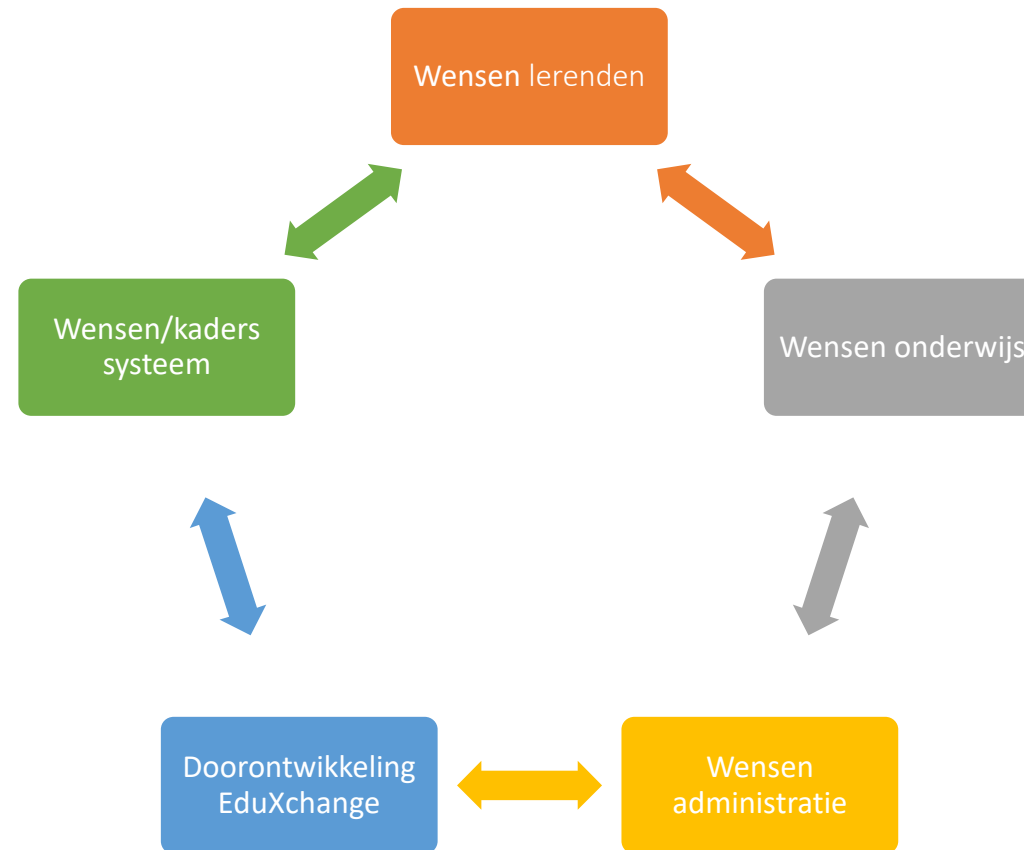 Wensen lerenden
Wensen/kaders
systeem
Wensen onderwijs
Doorontwikkeling
EduXchange
Wensen
administratie